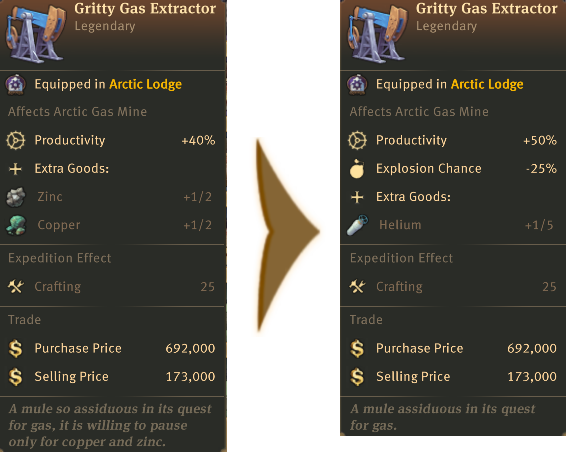 Gritty Gas Extractor
Legendary
Equipped in Arctic Lodge
Affects Arctic Gas Mine
Productivity +40%
Extra Goods:
Zinc +1/2
Copper +1/2
Expedition Effect
Crafting 25
Trade
Purchase Price 692,000
Selling Price 173,000
A mule so assiduous in its quest
for gas, it is willing to pause
only for copper and zinc.
Gritty Gas Extractor
Legendary
Equipped in Arctic Lodge
Affects Arctic Gas Mine
Productivity +50%
Explosion Chance -25%
Extra Goods:
Helium +1/5
Expedition Effect
Crafting 25
Trade
Purchase Price 692,000
Selling Price 173,000
A mule assiduous in its quest
for gas.